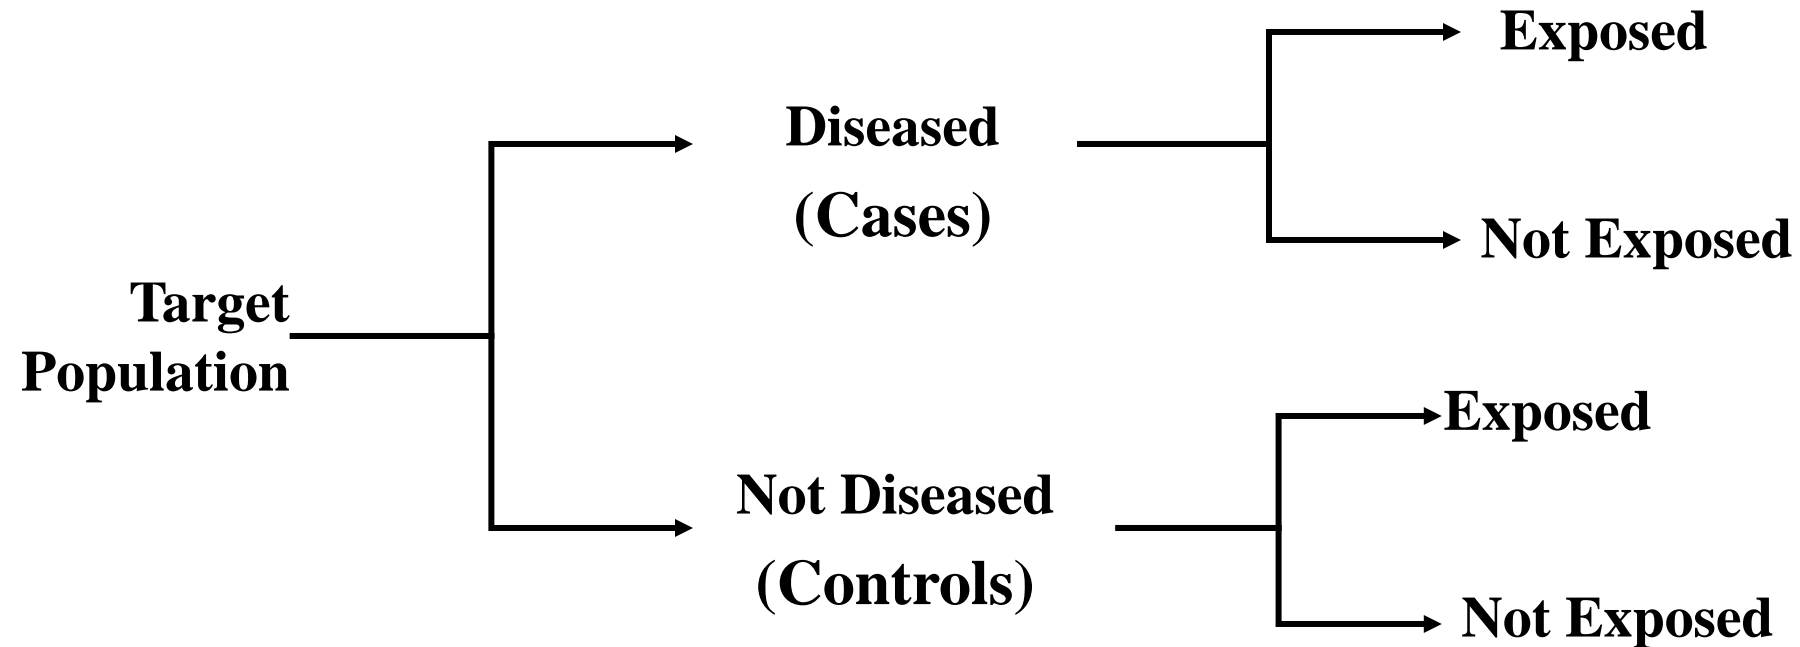 Target
Population
Diseased
(Cases)
Exposed
Not Exposed
Not Diseased
(Controls)
Exposed
Not Exposed